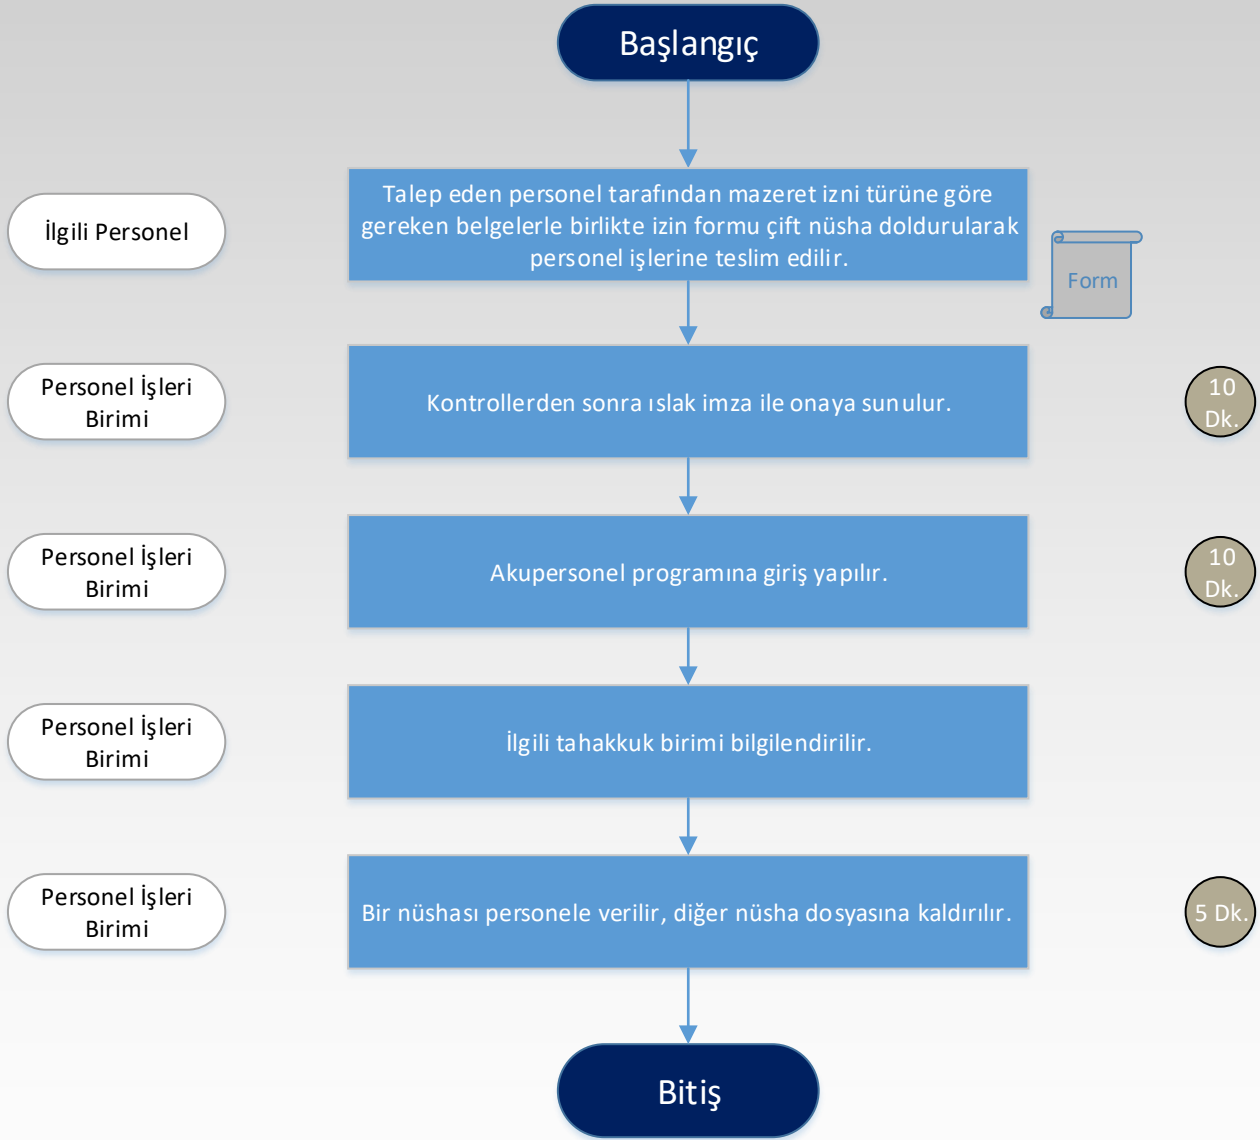 Başlangıç
İlgili Personel
Talep eden personel tarafından mazeret izni türüne göre
gereken belgelerle birlikte izin formu çift nüsha doldurularak
personel işlerine teslim edilir.
Form
Personel İşleri
Birimi
Kontrollerden sonra ıslak imza ile onaya sunulur.
10
Dk.
Personel İşleri
Birimi
Akupersonel programına giriş yapılır.
10
Dk.
Personel İşleri
Birimi
İlgili tahakkuk birimi bilgilendirilir.
Personel İşleri
Birimi
Bir nüshası personele verilir, diğer nüsha dosyasına kaldırılır.
5 Dk.
Bitiş